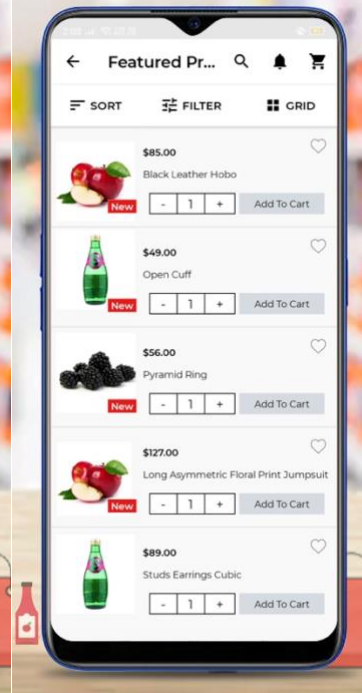 Featured Pr...
SORT FILTER GRID
$85.00
Black Leather Hobo
New
- 1 + Add To Cart
$49.00
Open Cuff
New
- 1 + Add To Cart
$56.00
Pyramid Ring
New
- 1 + Add To Cart
$127.00
Long Asymmetric Floral Print Jumpsuit
New
- 1 + Add To Cart
$89.00
Studs Earrings Cubic
- 1 + Add To Cart